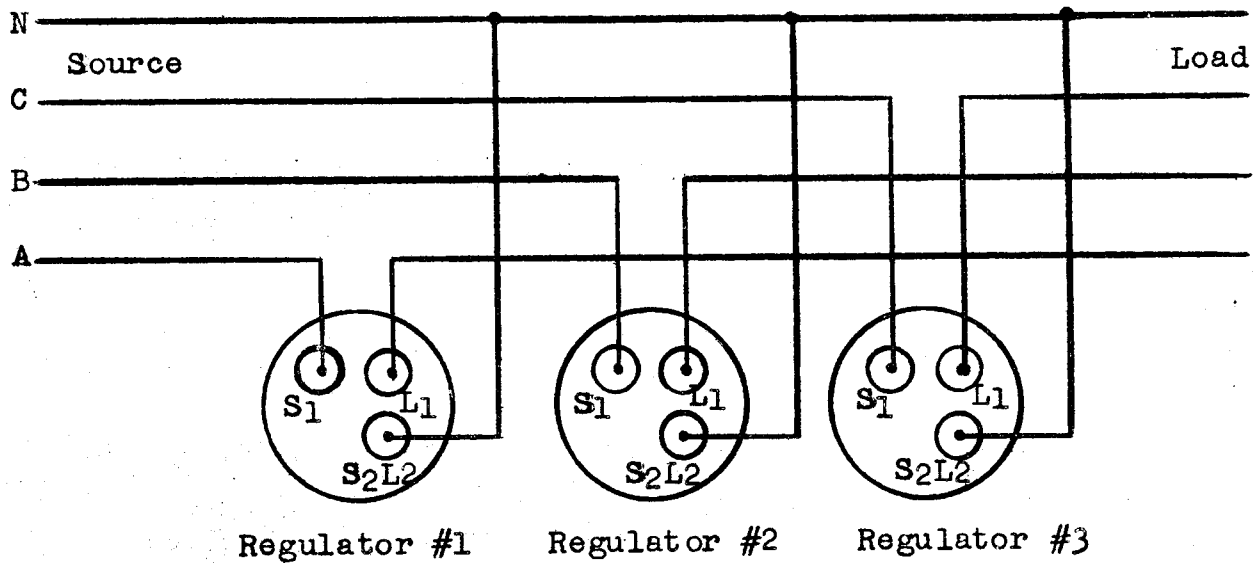 N
Source Load
C
B
A
S1 L1 S1 L1 S1 L1
S2L2 S2L2 S2L2
Regulator #1 Regulator #2 Regulator #3